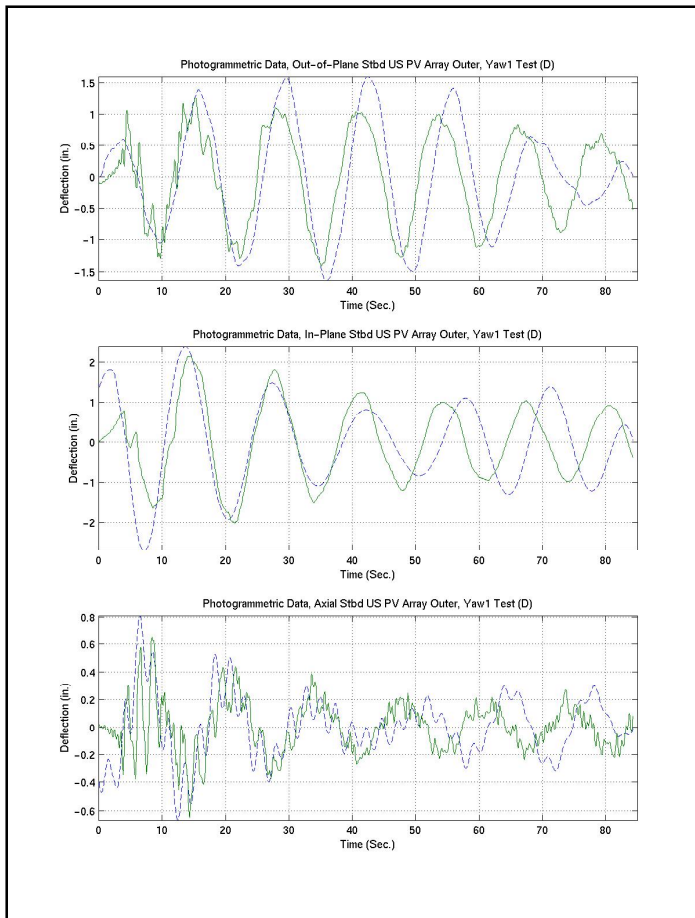 Photogrammetric Data, Out-of-Plane Stbd US PV Array Outer, Yaw1 Test (D)
1.5
1
0.5
0
-0.5
-1
-1.5
Deflection (in.)
0 10 20 30 40 50 60 70 80
Time (Sec.)
Photogrammetric Data, In-Plane Stbd US PV Array Outer, Yaw1 Test (D)
2
1
0
-1
-2
Deflection (in.)
0 10 20 30 40 50 60 70 80
Time (Sec.)
Photogrammetric Data, Axial Stbd US PV Array Outer, Yaw1 Test (D)
0.8
0.6
0.4
0.2
0
-0.2
-0.4
-0.6
Deflection (in.)
0 10 20 30 40 50 60 70 80
Time (Sec.)